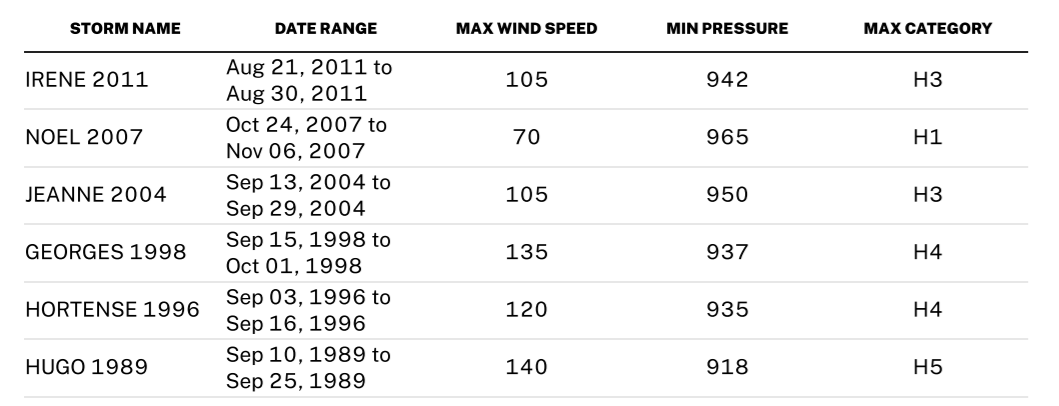 STORM NAME DATE RANGE MAX WIND SPEED MIN PRESSURE MAX CATEGORY
IRENE 2011 Aug 21, 2011 to Aug 30, 2011 105 942 H3
NOEL 2007 Oct 24, 2007 to Nov 06, 2007 70 965 H1
JEANNE 2004 Sep 13, 2004 to Sep 29, 2004 105 950 H3
GEORGES 1998 Sep 15, 1998 to Oct 01, 1998 135 937 H4
HORTENSE 1996 Sep 03, 1996 to Sep 16, 1996 120 935 H4
HUGO 1989 Sep 10, 1989 to Sep 25, 1989 140 918 H5